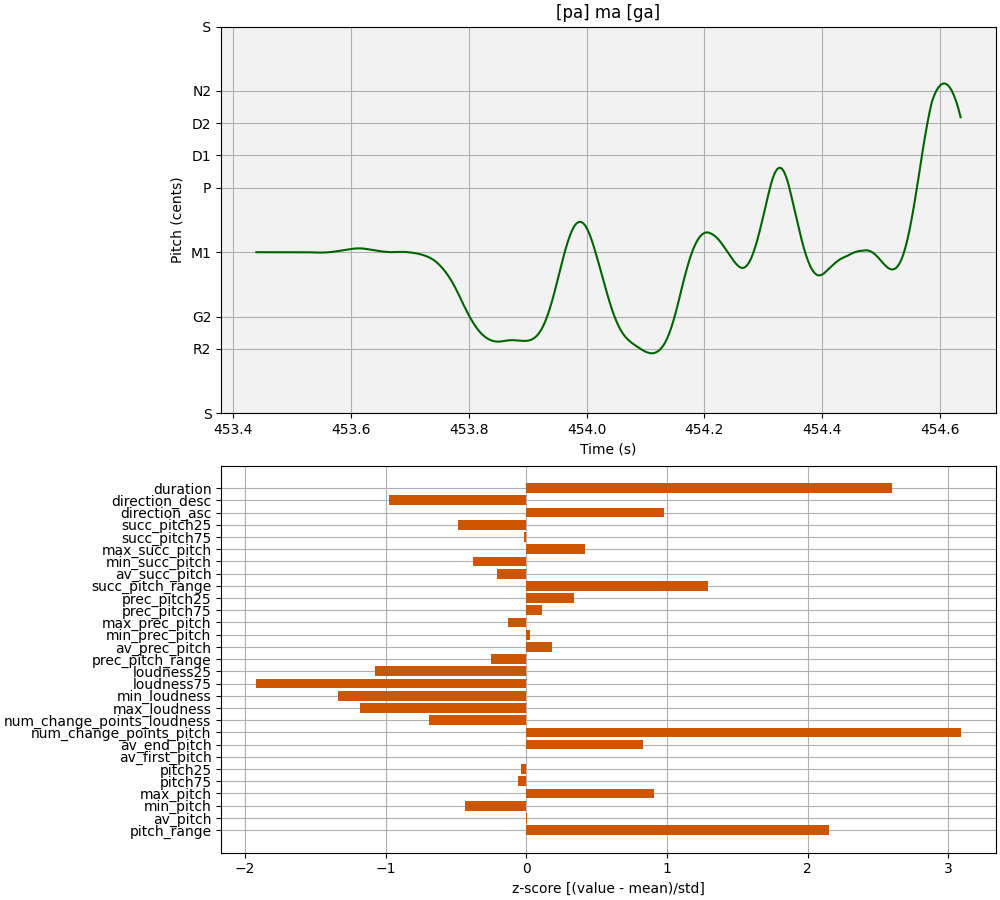 [pa] ma [ga]
S
N2
D2
D1
P
M1
G2
R2
S
Pitch (cents)
453.4 453.6 453.8 454.0 454.2 454.4 454.6
Time (s)
duration
direction_desc
direction_asc
succ_pitch25
succ_pitch75
max_succ_pitch
min_succ_pitch
av_succ_pitch
succ_pitch_range
prec_pitch25
prec_pitch75
max_prec_pitch
min_prec_pitch
av_prec_pitch
prec_pitch_range
loudness25
loudness75
min_loudness
max_loudness
num_change_points_loudness
num_change_points_pitch
av_end_pitch
av_first_pitch
pitch25
pitch75
max_pitch
min_pitch
av_pitch
pitch_range
−2 −1 0 1 2 3
z-score [(value - mean)/std]